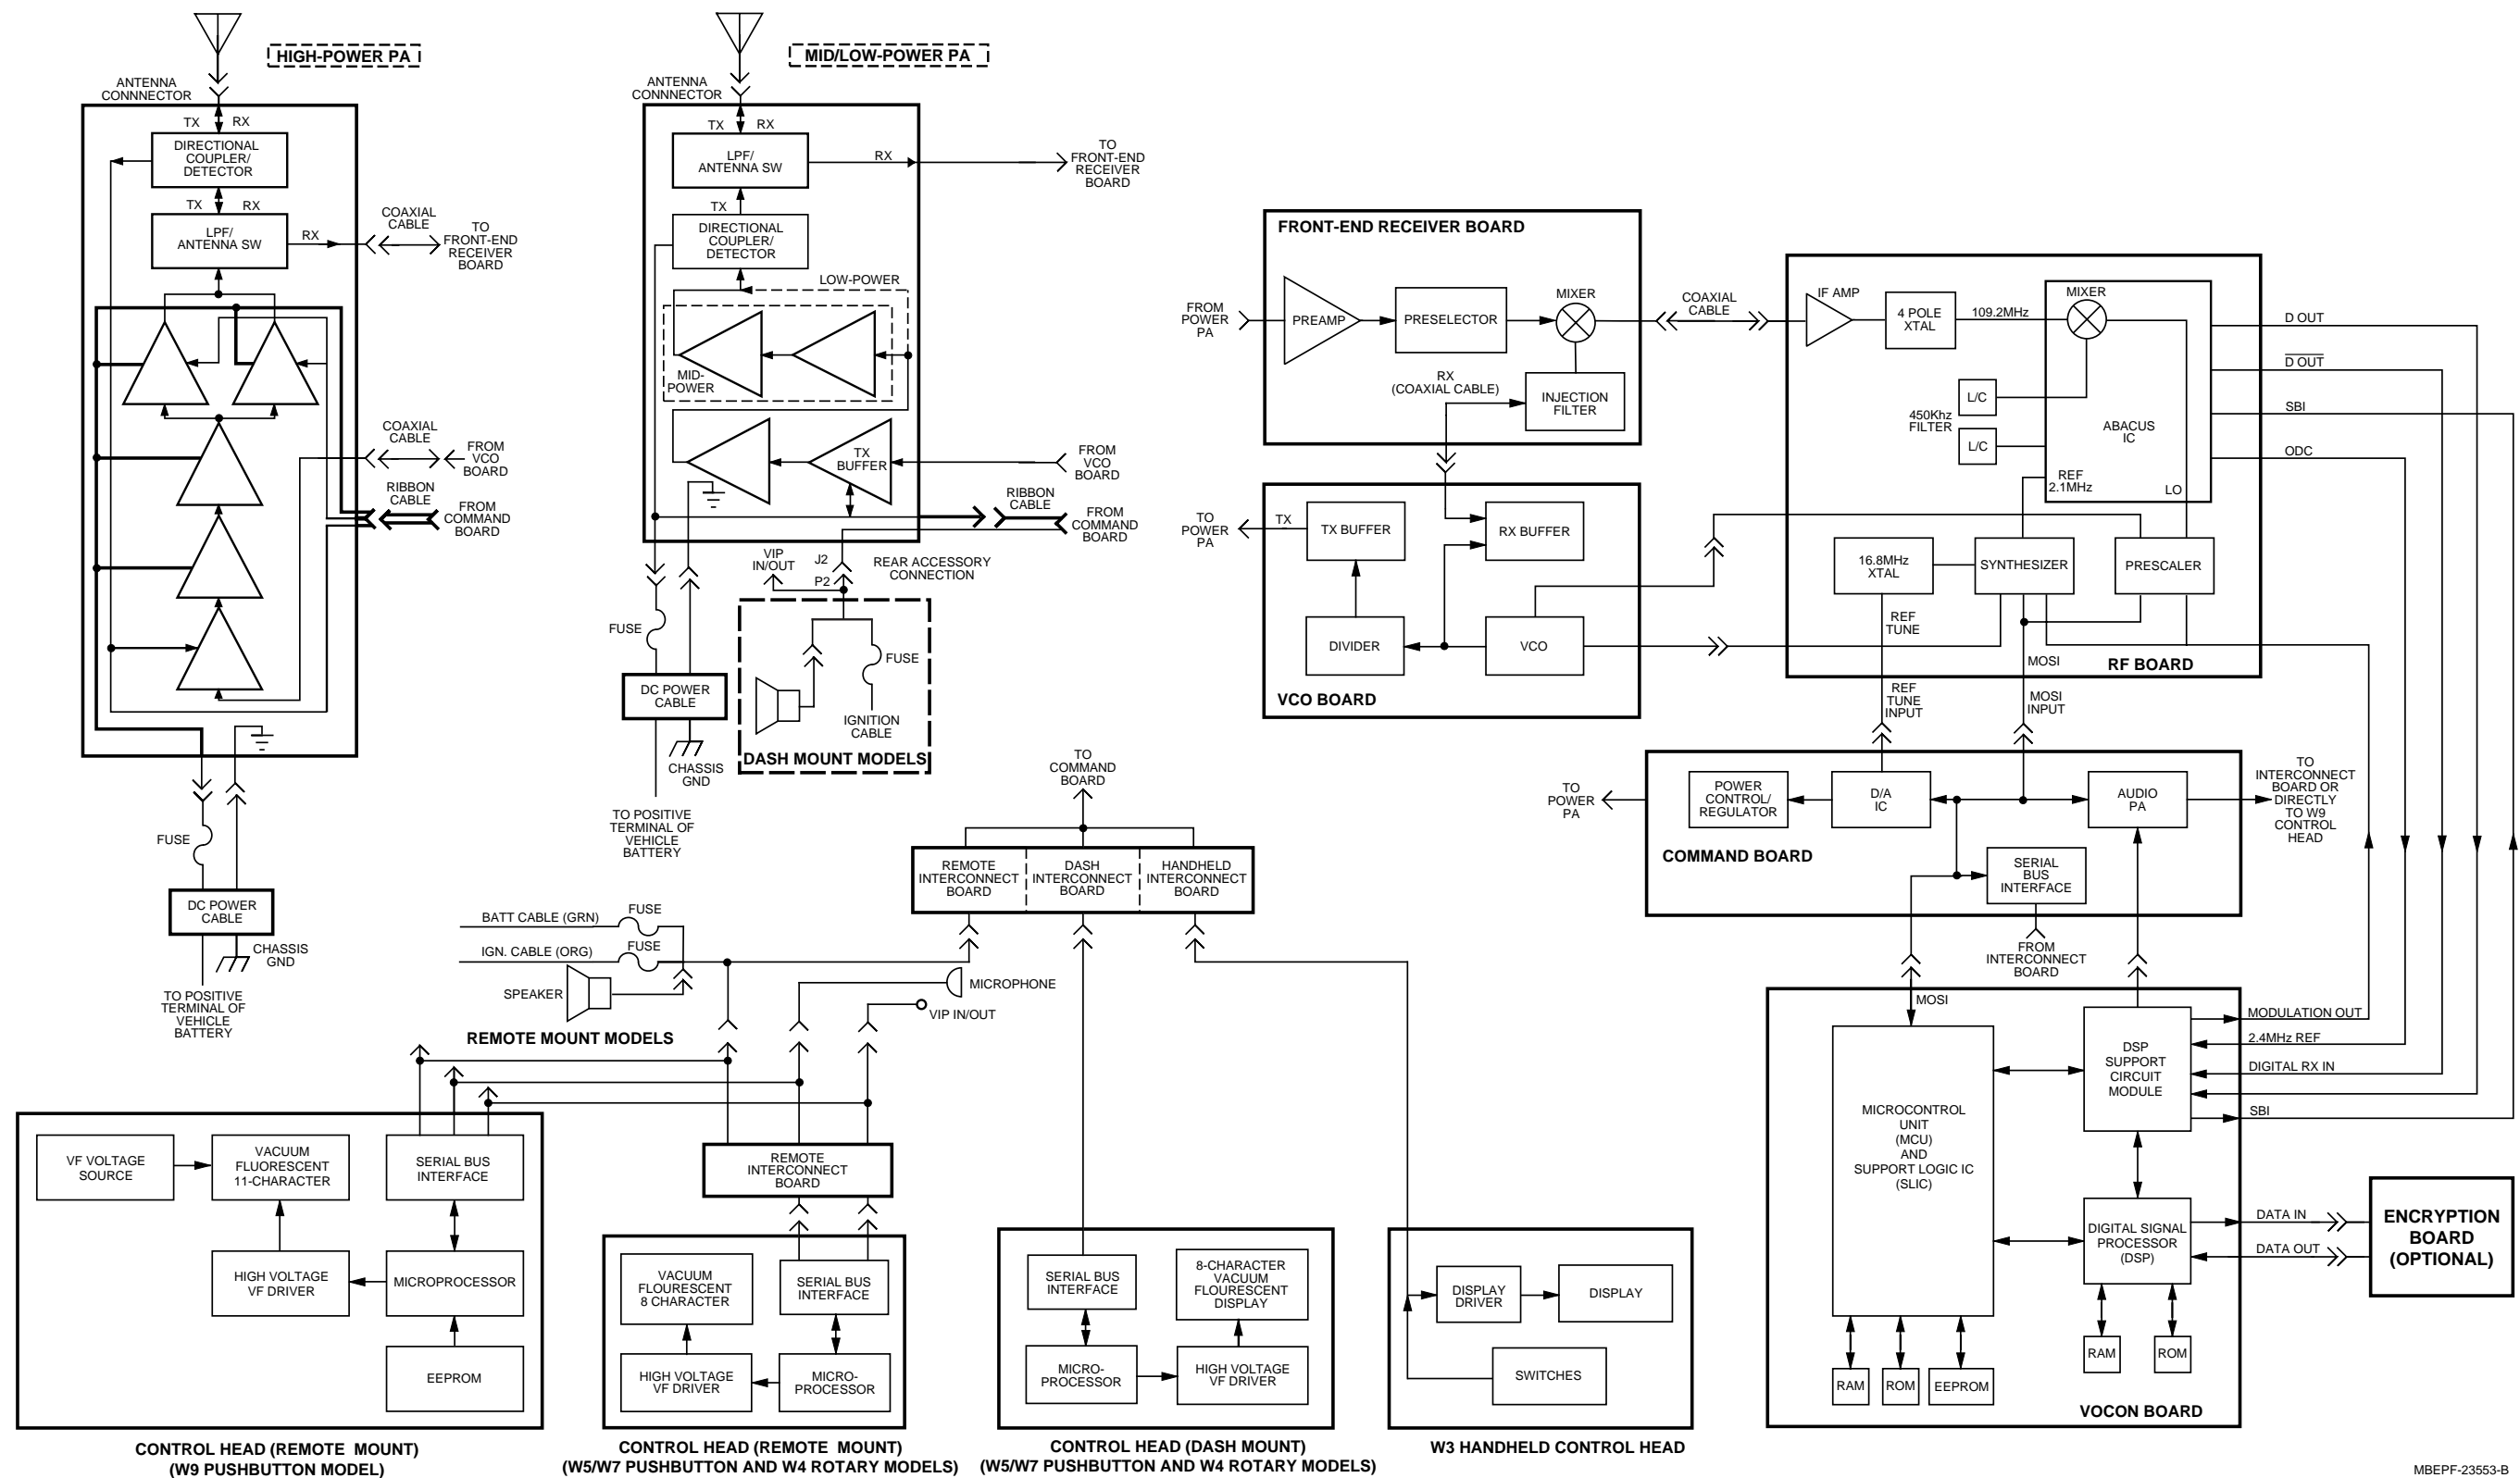 HIGH-POWER PA
ANTENNA
CONNNECTOR
TX
RX
DIRECTIONAL
COUPLER/
DETECTOR
TX
RX
LPF/
ANTENNA SW
RX
COAXIAL
CABLE
TO
FRONT-END
RECEIVER
BOARD
COAXIAL
CABLE
FROM
VCO
BOARD
RIBBON
CABLE
FROM
COMMAND
BOARD
FUSE
DC POWER
CABLE
CHASSIS
GND
TO POSITIVE
TERMINAL OF
VEHICLE
BATTERY
MID/LOW-POWER PA
ANTENNA
CONNNECTOR
TX
RX
LPF/
ANTENNA SW
RX
TO
FRONT-END
RECEIVER
BOARD
TX
DIRECTIONAL
COUPLER/
DETECTOR
LOW-POWER
MID-
POWER
TX
BUFFER
FROM
VCO
BOARD
RIBBON
CABLE
FROM
COMMAND
BOARD
VIP
IN/OUT
J2
P2
REAR ACCESSORY
CONNECTION
FUSE
FUSE
DC POWER
CABLE
IGNITION
CABLE
DASH MOUNT MODELS
CHASSIS
GND
TO POSITIVE
TERMINAL OF
VEHICLE
BATTERY
FRONT-END RECEIVER BOARD
FROM
POWER
PA
PREAMP
PRESELECTOR
MIXER
RX
(COAXIAL CABLE)
INJECTION
FILTER
COAXIAL
CABLE
IF AMP
4 POLE
XTAL
109.2MHz
MIXER
L/C
450Khz
FILTER
L/C
ABACUS
IC
REF
2.1MHz
LO
D OUT
D OUT
SBI
ODC
TO
POWER
PA
TX
TX BUFFER
RX BUFFER
DIVIDER
VCO
VCO BOARD
16.8MHz
XTAL
SYNTHESIZER
PRESCALER
REF
TUNE
MOSI
RF BOARD
REF
TUNE
INPUT
MOSI
INPUT
TO
POWER
PA
POWER
CONTROL/
REGULATOR
D/A
IC
AUDIO
PA
TO
INTERCONNECT
BOARD OR
DIRECTLY
TO W9
CONTROL
HEAD
COMMAND BOARD
SERIAL
BUS
INTERFACE
FROM
INTERCONNECT
BOARD
TO
COMMAND
BOARD
REMOTE
INTERCONNECT
BOARD
DASH
INTERCONNECT
BOARD
HANDHELD
INTERCONNECT
BOARD
BATT CABLE (GRN)
FUSE
IGN. CABLE (ORG)
FUSE
SPEAKER
MICROPHONE
VIP IN/OUT
REMOTE MOUNT MODELS
MOSI
MODULATION OUT
2.4MHz REF
DIGITAL RX IN
SBI
DSP
SUPPORT
CIRCUIT
MODULE
MICROCONTROL
UNIT
(MCU)
AND
SUPPORT LOGIC IC
(SLIC)
DIGITAL SIGNAL
PROCESSOR
(DSP)
DATA IN
DATA OUT
ENCRYPTION
BOARD
(OPTIONAL)
RAM
ROM
RAM
ROM
EEPROM
VOCON BOARD
VF VOLTAGE
SOURCE
VACUUM
FLUORESCENT
11-CHARACTER
SERIAL BUS
INTERFACE
HIGH VOLTAGE
VF DRIVER
MICROPROCESSOR
EEPROM
CONTROL HEAD (REMOTE MOUNT)
(W9 PUSHBUTTON MODEL)
REMOTE
INTERCONNECT
BOARD
VACUUM
FLOURESCENT
8 CHARACTER
SERIAL BUS
INTERFACE
HIGH VOLTAGE
VF DRIVER
MICRO-
PROCESSOR
CONTROL HEAD (REMOTE MOUNT)
(W5/W7 PUSHBUTTON AND W4 ROTARY MODELS)
SERIAL BUS
INTERFACE
8-CHARACTER
VACUUM
FLOURESCENT
DISPLAY
MICRO-
PROCESSOR
HIGH VOLTAGE
VF DRIVER
CONTROL HEAD (DASH MOUNT)
(W5/W7 PUSHBUTTON AND W4 ROTARY MODELS)
DISPLAY
DRIVER
DISPLAY
SWITCHES
W3 HANDHELD CONTROL HEAD
MBEPF-23553-B